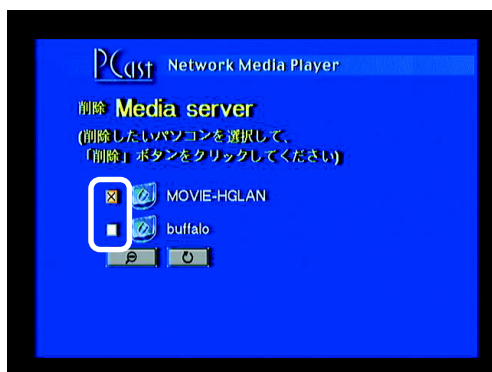 PCast Network Media Player
削除 Media server
(削除したいパソコンを選択して、
「削除」ボタンをクリックしてください)
MOVIE-HGLAN
buffalo